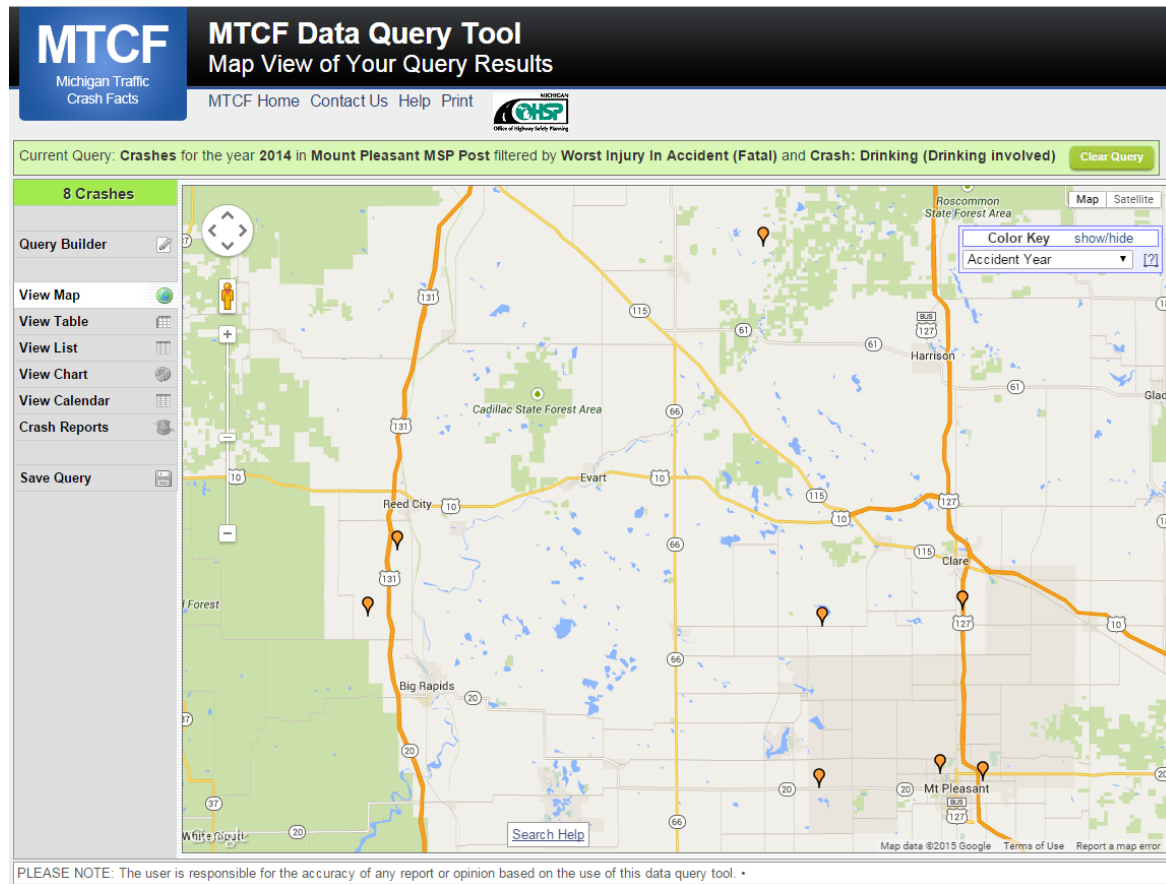 MTCF
Michigan Traffic
Crash Facts
MTCF Data Query Tool
Map View of Your Query Results
MTCF Home Contact Us Help Print
MICHIGAN
OHSP
Office of Highway Safety Planning
Current Query: Crashes for the year 2014 in Mount Pleasant MSP Post filtered by Worst Injury In Accident (Fatal) and Crash: Drinking (Drinking involved)
Clear Query
8 Crashes
Query Builder
View Map
View Table
View List
View Chart
View Calendar
Crash Reports
Save Query
Roscommon
State Forest Area
Map Satellite
Color Key show/hide
Accident Year
[?]
131
115
61
BUS
127
61
Harrison
61
Cadillac State Forest Area
66
131
10
Evart
10
115
127
Reed City
10
10
66
115
Clare
131
127
10
66
Big Rapids
20
37
20
20
20
Mt Pleasant
BUS
127
20
37
20
66
Google
Search Help
Map data ©2015 Google Terms of Use Report a map error
PLEASE NOTE: The user is responsible for the accuracy of any report or opinion based on the use of this data query tool. •